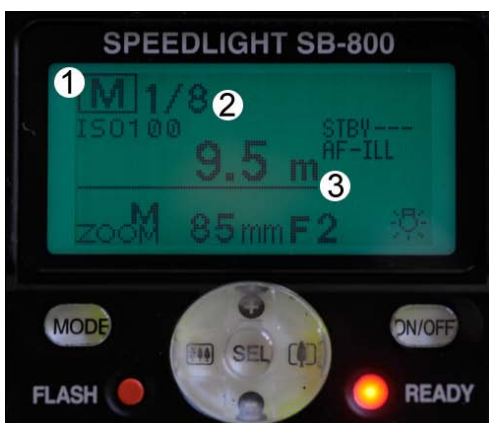 SPEEDLIGHT SB-800
1 M 1/8 2
ISO100 STBY---
AF-ILL
9.5 m 3
M
ZOOM 85mm F2
MODE
SEL
ON/OFF
FLASH
READY